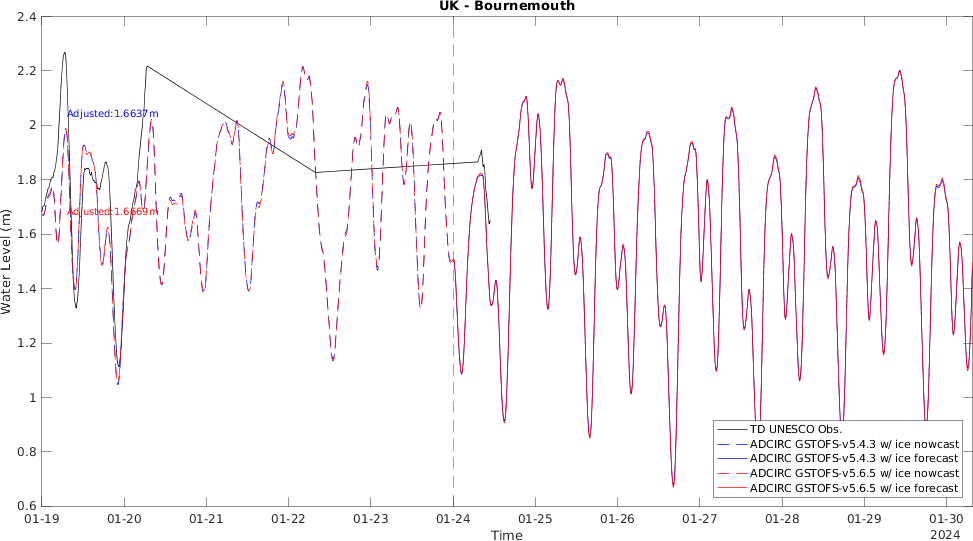 UK - Bournemouth
Water Level (m)
2.4
2.2
2
1.8
1.6
1.4
1.2
1
0.8
0.6
Adjusted:1.6637m
Adjusted:1.6669m
TD UNESCO Obs.
ADCIRC GSTOFS-v5.4.3 w/ ice nowcast
ADCIRC GSTOFS-v5.4.3 w/ ice forecast
ADCIRC GSTOFS-v5.6.5 w/ ice nowcast
ADCIRC GSTOFS-v5.6.5 w/ ice forecast
01-19 01-20 01-21 01-22 01-23 01-24 01-25 01-26 01-27 01-28 01-29 01-30
Time
2024